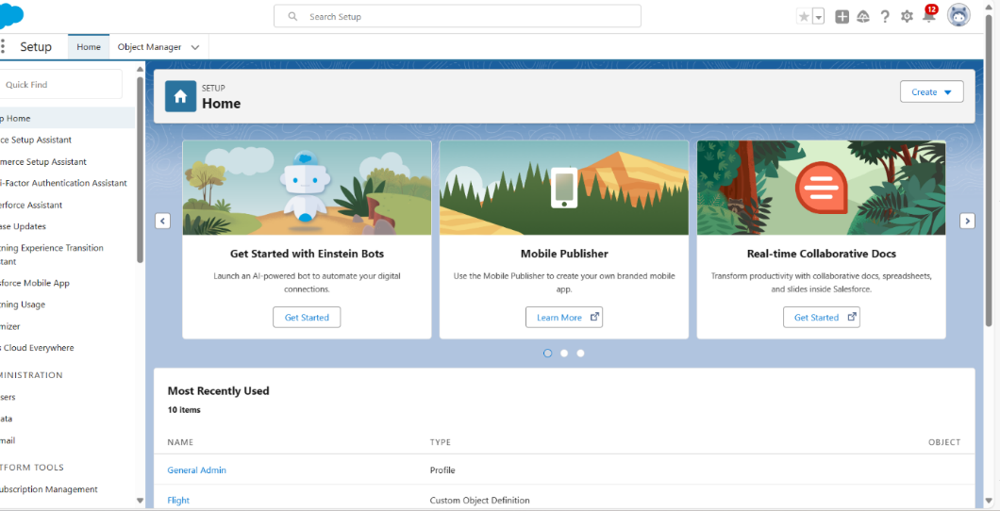 Search Setup
12
Setup
Home
Object Manager
Quick Find
p Home
ce Setup Assistant
merce Setup Assistant
i-Factor Authentication Assistant
erforce Assistant
ase Updates
tning Experience Transition
stant
sforce Mobile App
tning Usage
mizer
s Cloud Everywhere
MINISTRATION
sers
ata
mail
TFORM TOOLS
ubscription Management
SETUP
Home
Create
Get Started with Einstein Bots
Launch an AI-powered bot to automate your digital
connections.
Get Started
Mobile Publisher
Use the Mobile Publisher to create your own branded mobile
app.
Learn More
Real-time Collaborative Docs
Transform productivity with collaborative docs, spreadsheets,
and slides inside Salesforce.
Get Started
Most Recently Used
10 items
NAME TYPE OBJECT
General Admin Profile
Flight Custom Object Definition